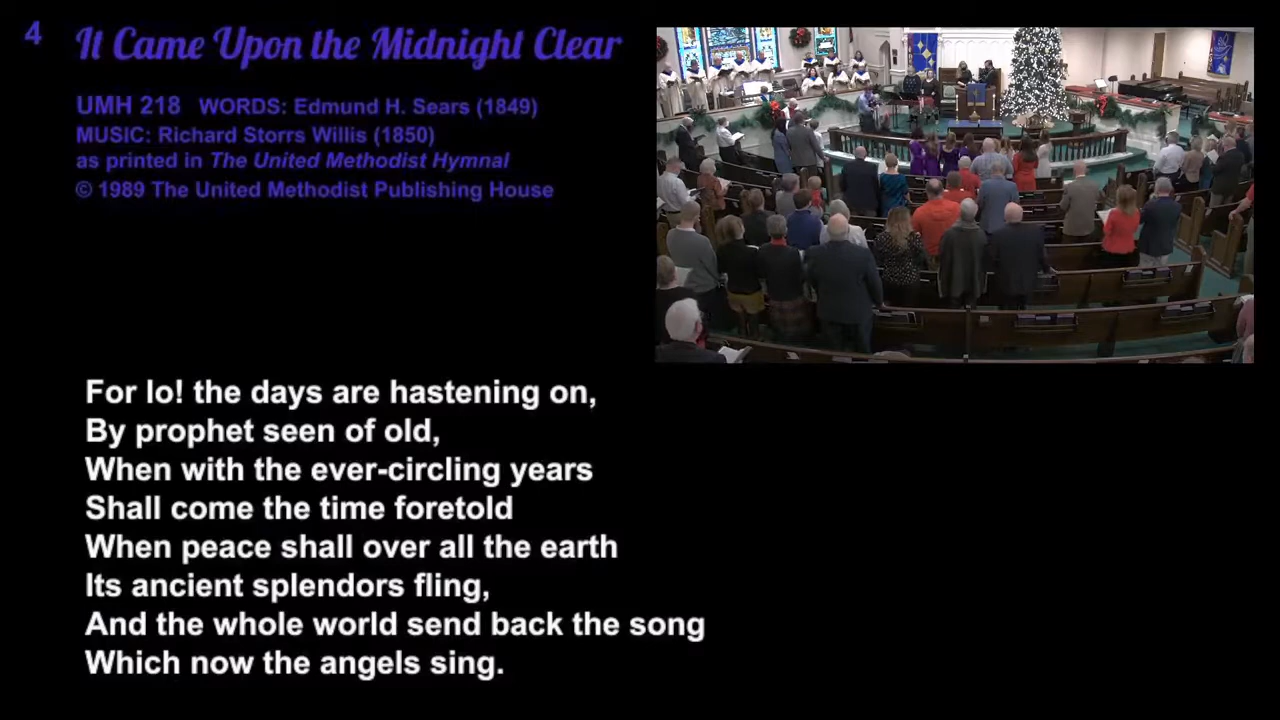 4
It Came Upon the Midnight Clear
UMH 218 WORDS: Edmund H. Sears (1849)
MUSIC: Richard Storrs Willis (1850)
as printed in The United Methodist Hymnal
© 1989 The United Methodist Publishing House
For lo! the days are hastening on,
By prophet seen of old,
When with the ever-circling years
Shall come the time foretold
When peace shall over all the earth
Its ancient splendors fling,
And the whole world send back the song
Which now the angels sing.